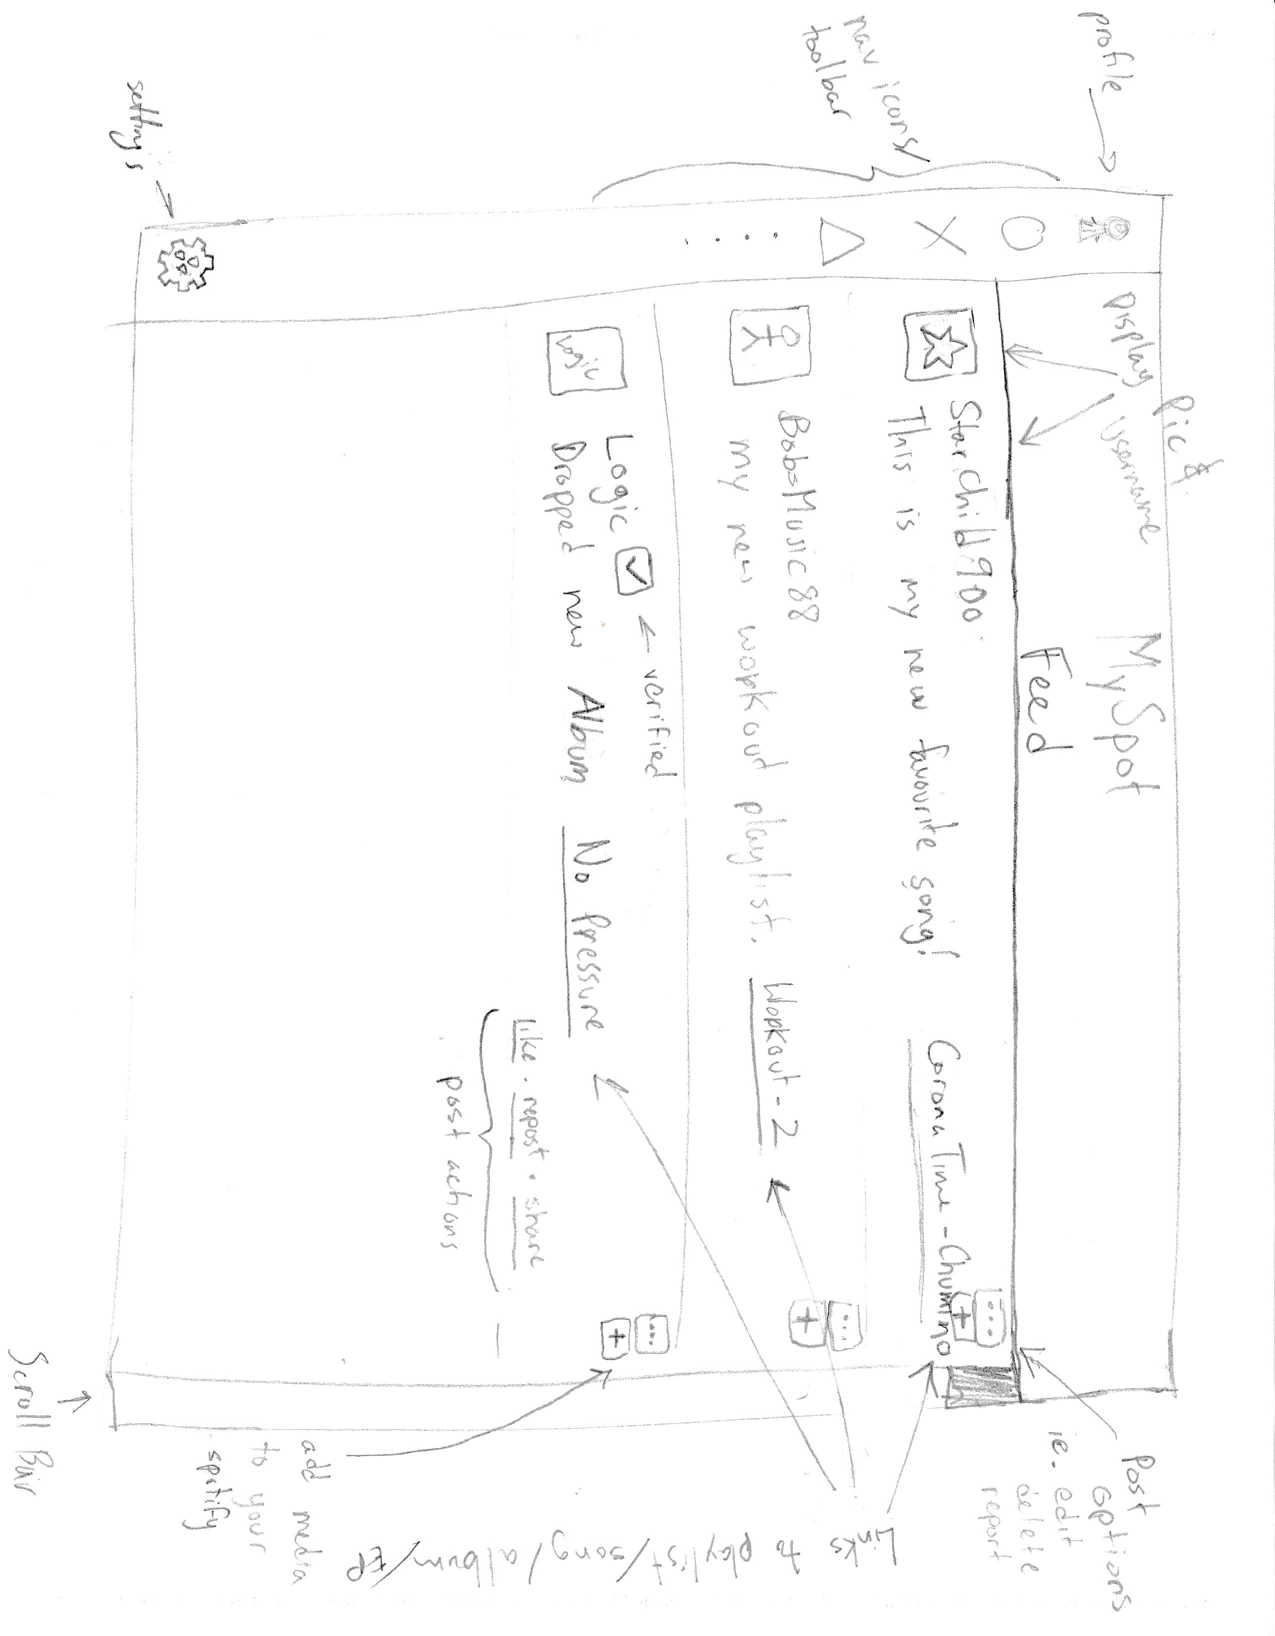 profile
nav icons/
toolbar
settings
MySpot
Display
Pic &
Username
Feed
Starchild900
This is my new favourite song!
Corona Time - Chumino
BobsMusic88
my new workout playlist.
Workout-2
Logic
Logic
← verified
Dropped new Album
No Pressure
like . repost . share
post actions
Post
options
ie. edit
delete
report
Links to playlist/song/album/EP
add media
to your
spotify
Scroll Bar